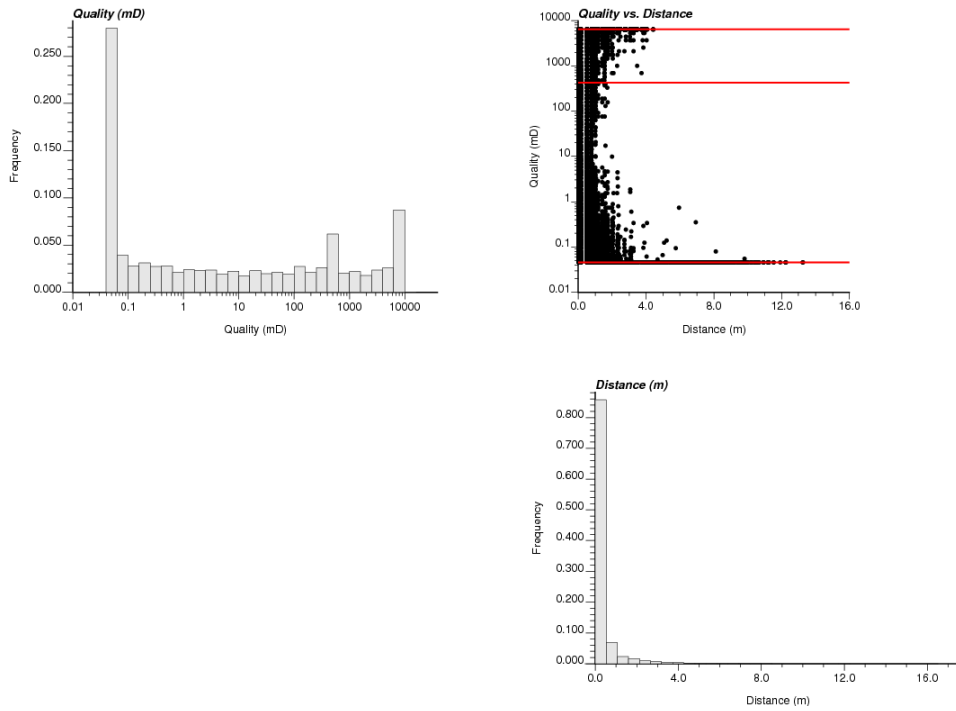 Quality (mD)
0.250
0.200
0.150
0.100
0.050
0.000
Frequency
0.01 0.1 1 10 100 1000 10000
Quality (mD)
Quality vs. Distance
10000
1000
100
10
1
0.1
0.01
Quality (mD)
0.0 4.0 8.0 12.0 16.0
Distance (m)
Distance (m)
0.800
0.700
0.600
0.500
0.400
0.300
0.200
0.100
0.000
Frequency
0.0 4.0 8.0 12.0 16.0
Distance (m)